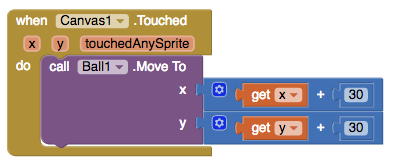 when Canvas1 .Touched
x y touchedAnySprite
do call Ball1 .Move To
x get x + 30
y get y + 30